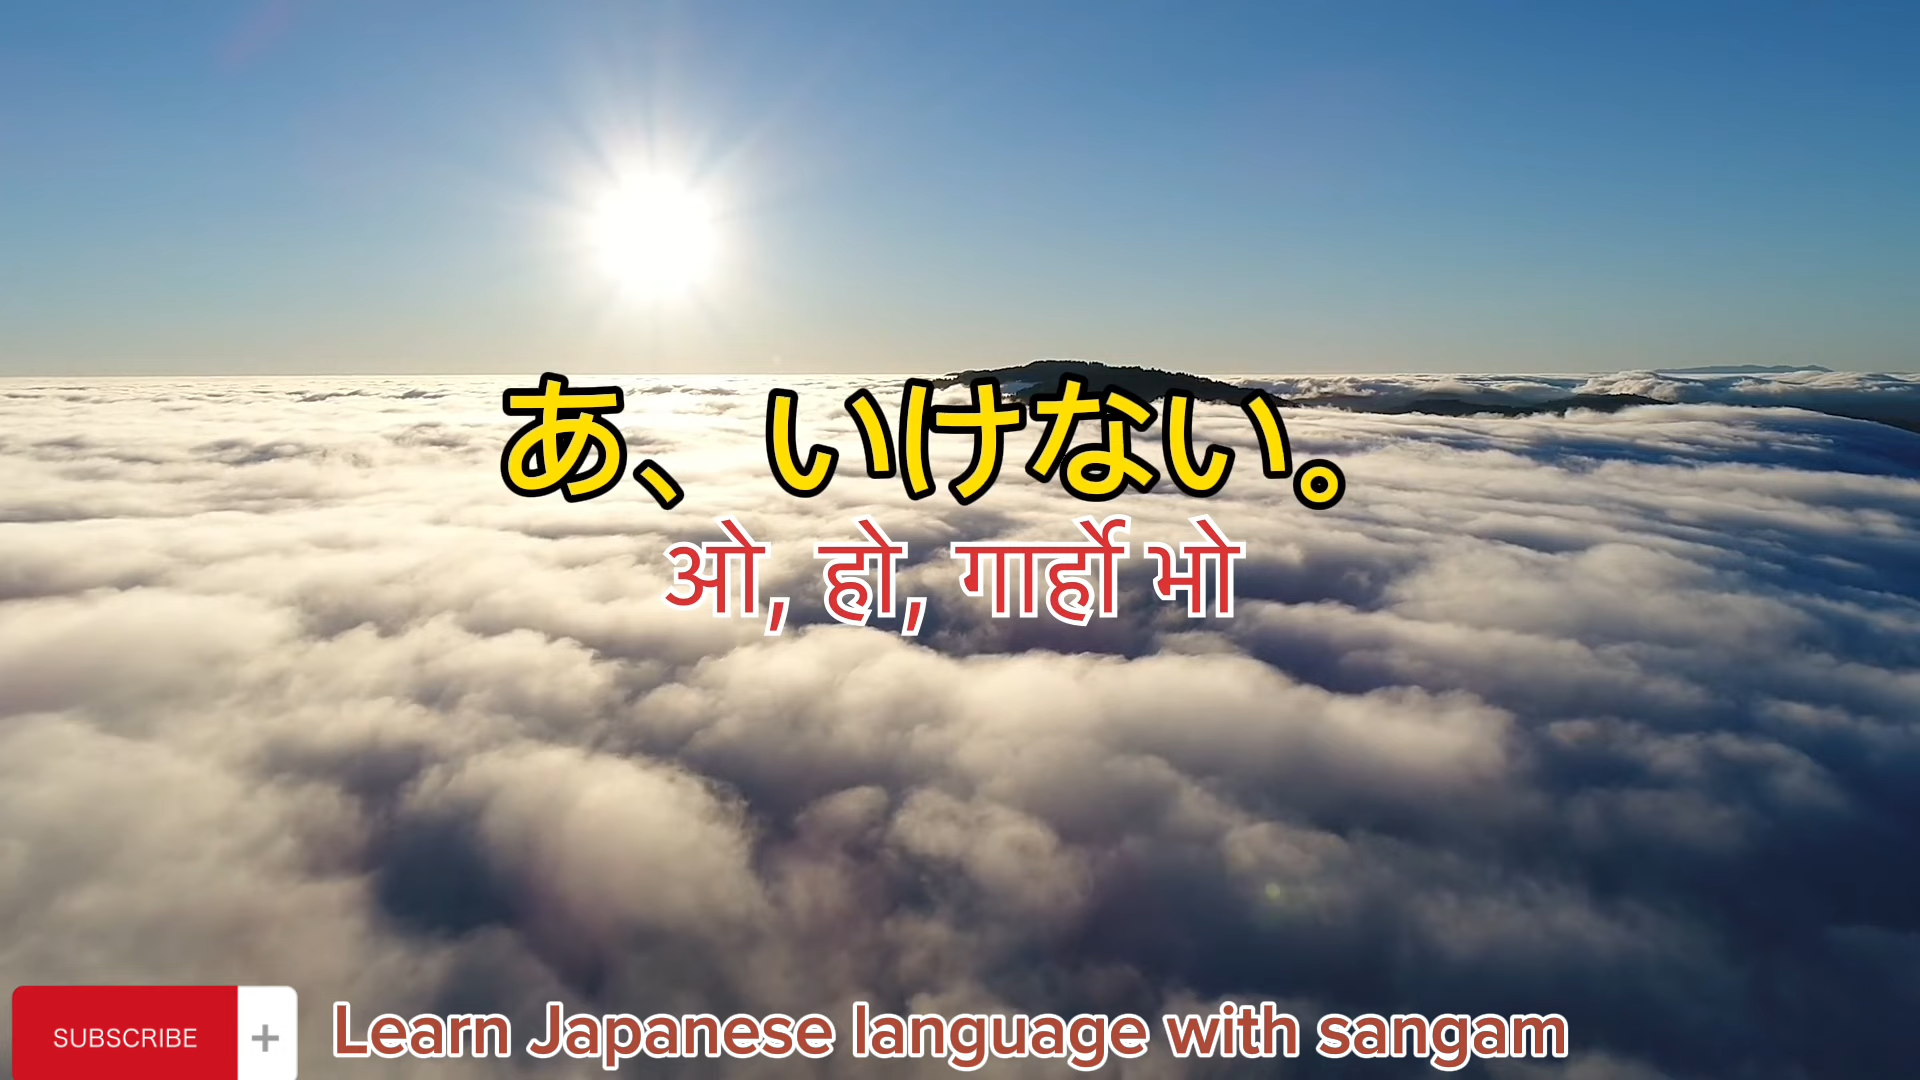 あ、いけない。
ओ, हो, गार्हो भो
SUBSCRIBE +
Learn Japanese language with sangam